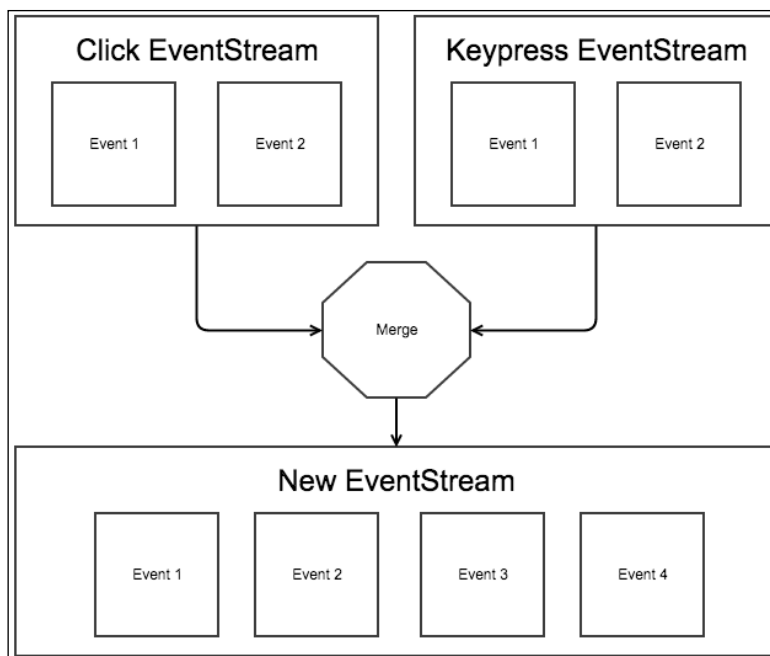 Click EventStream
Event 1
Event 2
Keypress EventStream
Event 1
Event 2
Merge
New EventStream
Event 1
Event 2
Event 3
Event 4